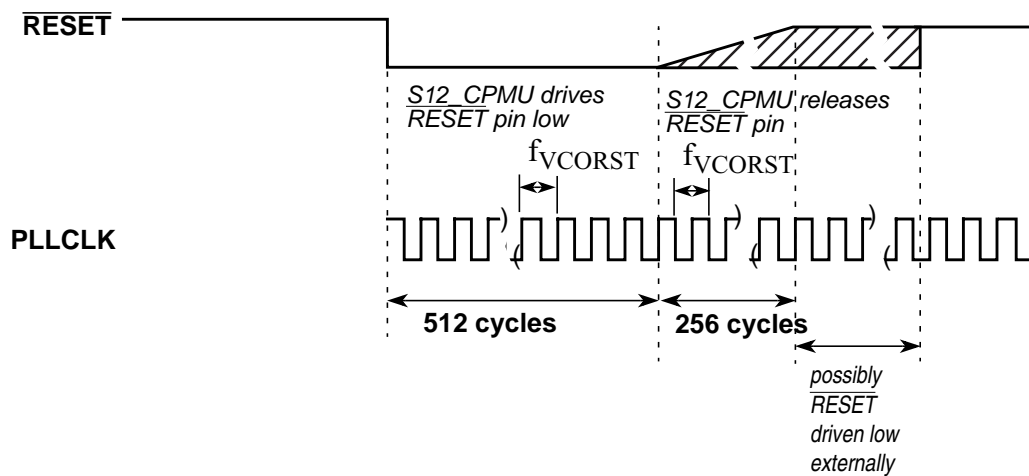 RESET
S12_CPMU drives
RESET pin low
S12_CPMU releases
RESET pin
fVCORST
fVCORST
PLLCLK
512 cycles
256 cycles
possibly
RESET
driven low
externally